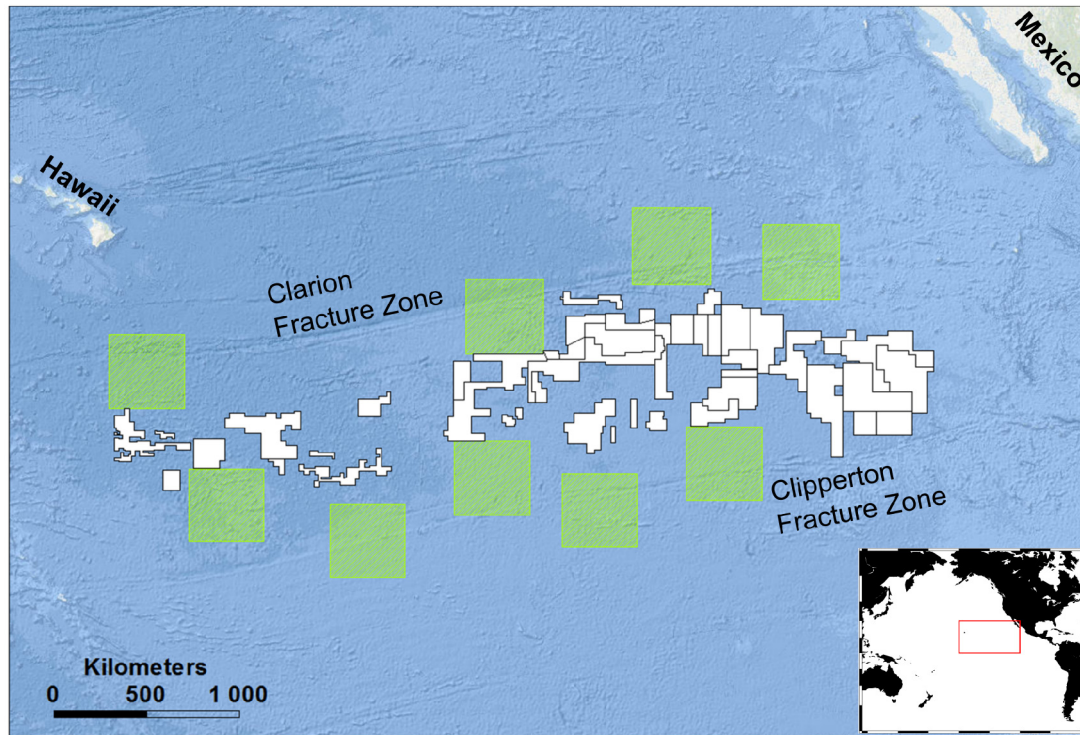 Mexico
Hawaii
Clarion
Fracture Zone
Clipperton
Fracture Zone
Kilometers
0 500 1 000